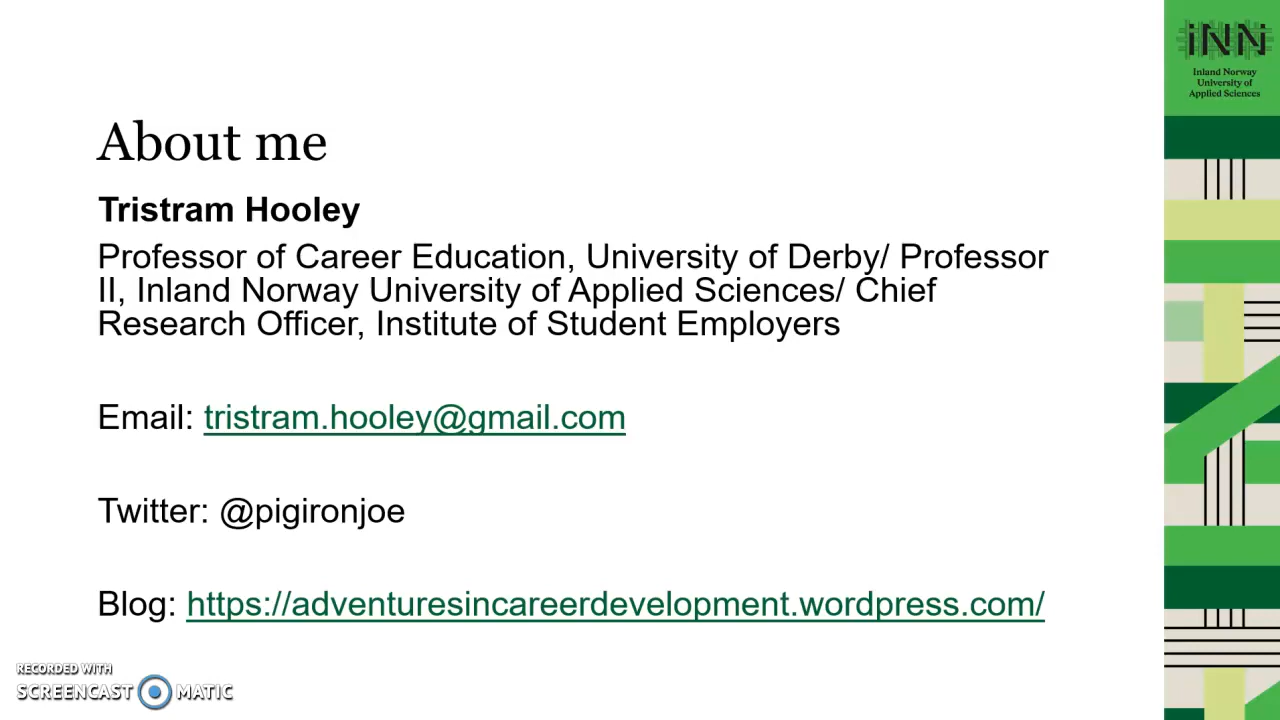 iNN
Inland Norway
University of
Applied Sciences
About me
Tristram Hooley
Professor of Career Education, University of Derby/ Professor
II, Inland Norway University of Applied Sciences/ Chief
Research Officer, Institute of Student Employers
Email: tristram.hooley@gmail.com
Twitter: @pigironjoe
Blog: https://adventuresincareerdevelopment.wordpress.com/
RECORDED WITH
SCREENCAST MATIC